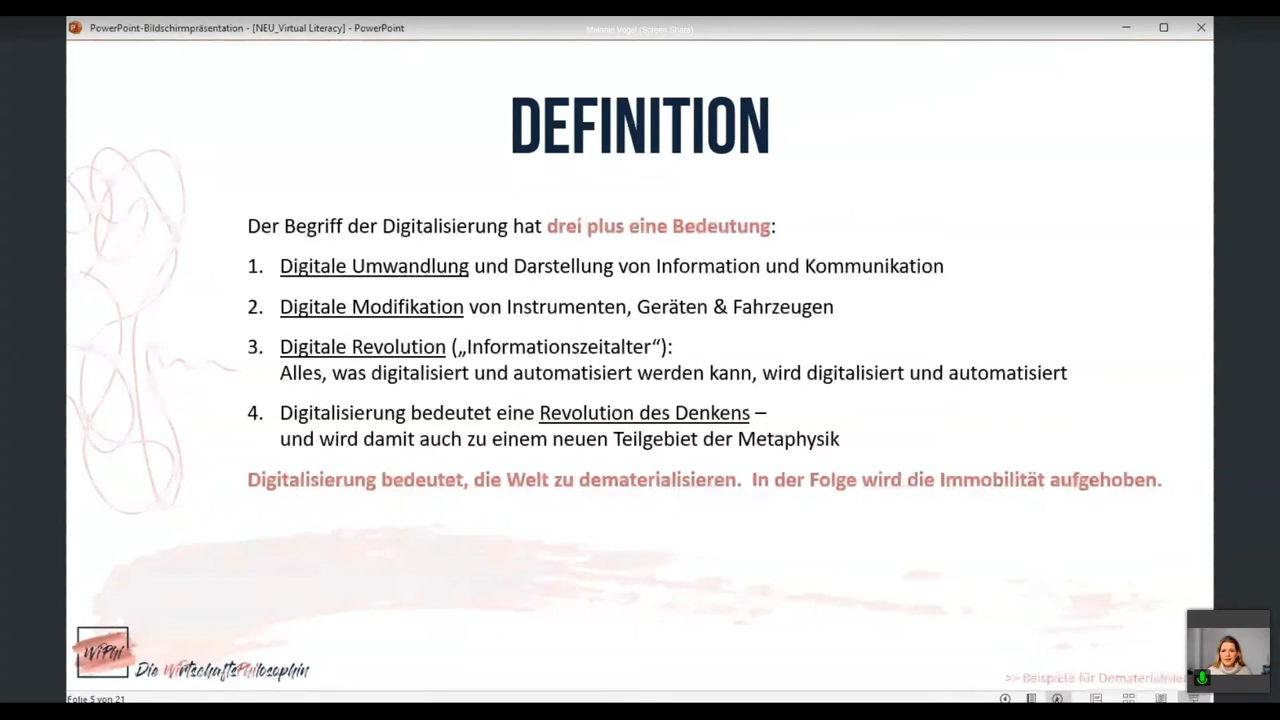 PowerPoint-Bildschirmpräsentation - [NEU_Virtual Literacy] - PowerPoint
(Screen Share)
DEFINITION
Der Begriff der Digitalisierung hat drei plus eine Bedeutung:
1. Digitale Umwandlung und Darstellung von Information und Kommunikation
2. Digitale Modifikation von Instrumenten, Geräten & Fahrzeugen
3. Digitale Revolution („Informationszeitalter“):
Alles, was digitalisiert und automatisiert werden kann, wird digitalisiert und automatisiert
4. Digitalisierung bedeutet eine Revolution des Denkens –
und wird damit auch zu einem neuen Teilgebiet der Metaphysik
Digitalisierung bedeutet, die Welt zu dematerialisieren. In der Folge wird die Immobilität aufgehoben.
WiPhi
Die WirtschaftsPhilosophin
>> Beispiele für
Folie 5 von 21